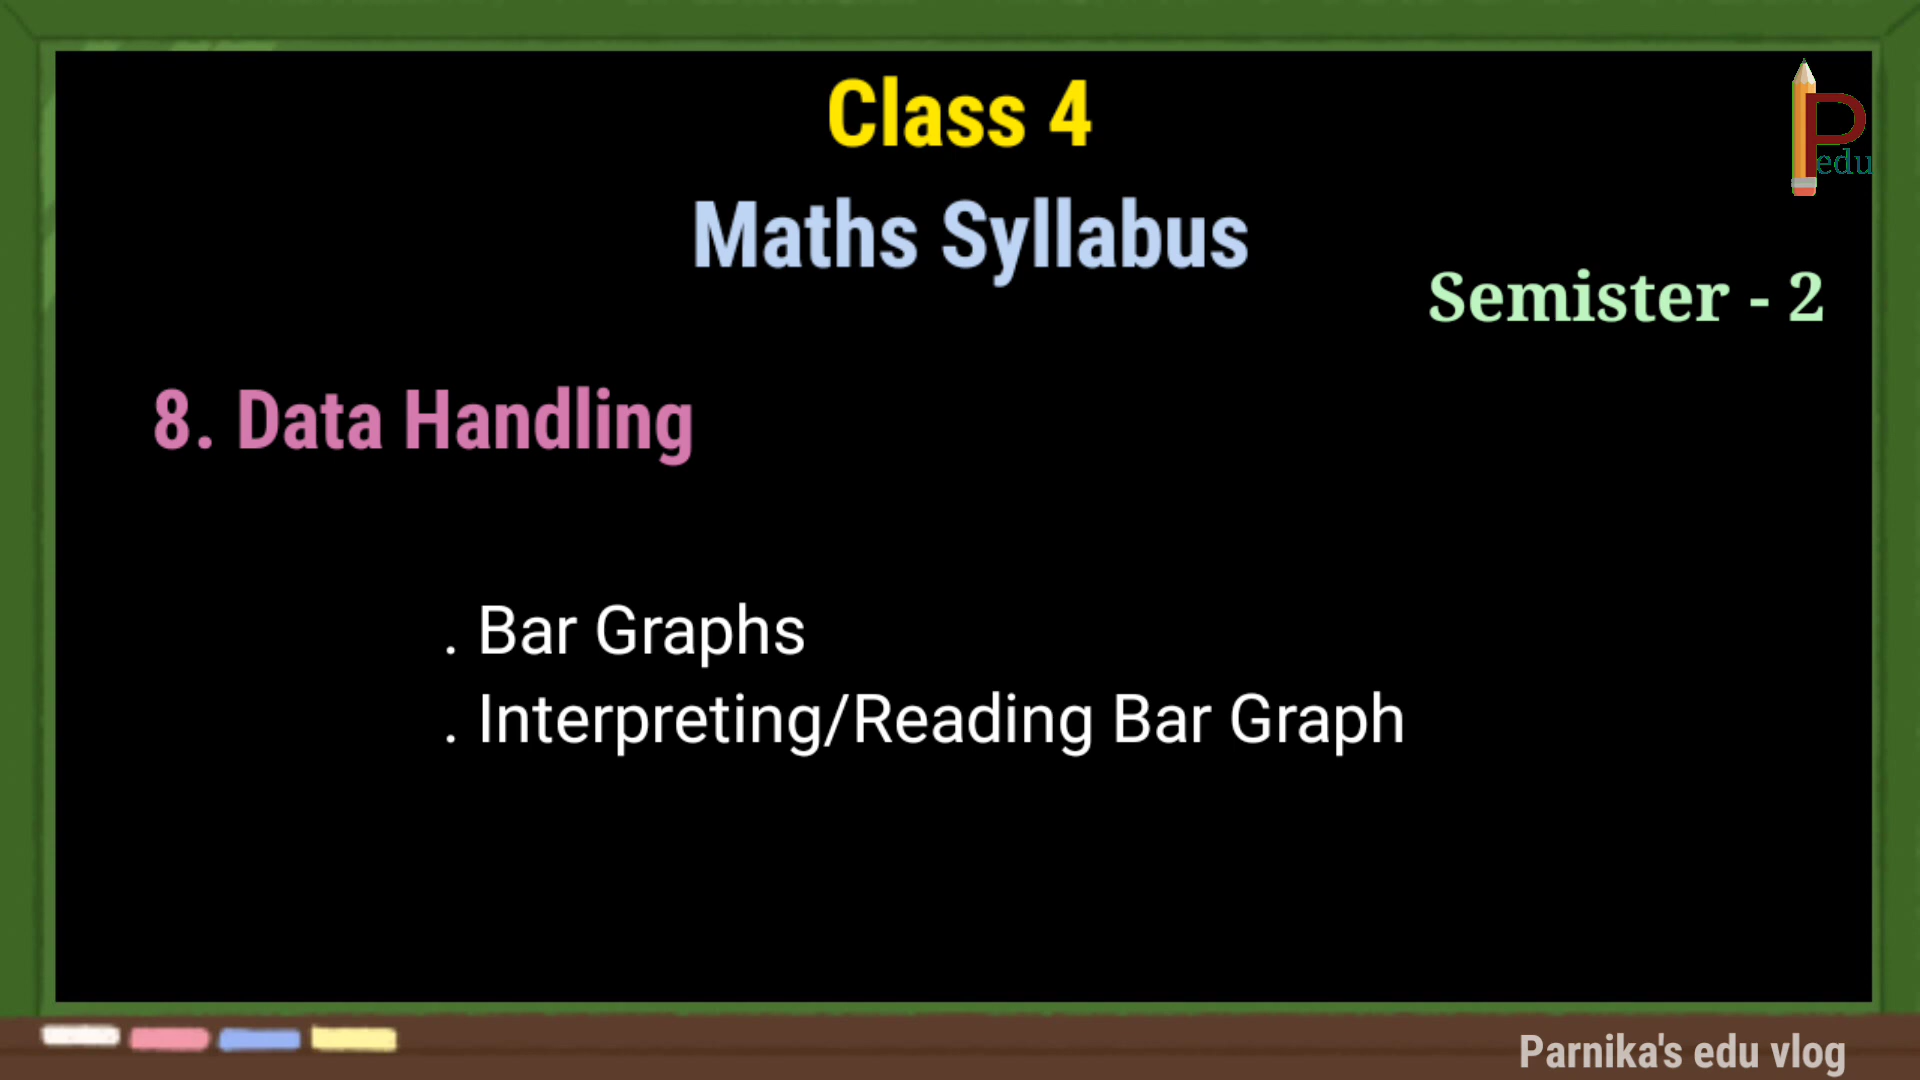 Class 4
P
edu
Maths Syllabus
Semister - 2
8. Data Handling
. Bar Graphs
. Interpreting/Reading Bar Graph
Parnika's edu vlog